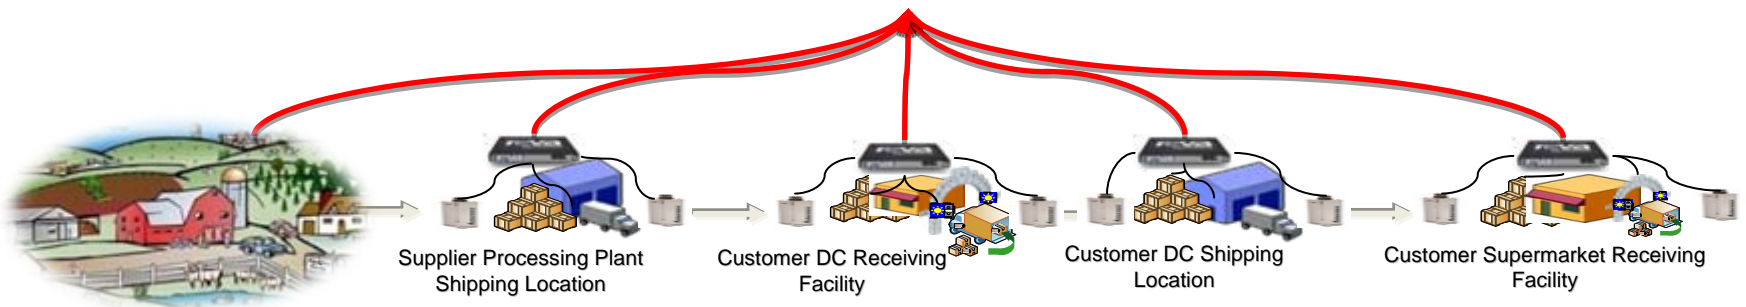 Supplier Processing Plant
Shipping Location
Customer DC Receiving
Facility
Customer DC Shipping
Location
Customer Supermarket Receiving
Facility